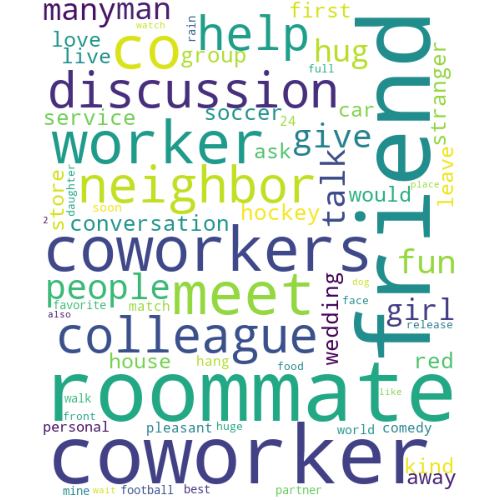 manyman
first
rain
watch
love
co
help
hug
live
group
full
friend
discussion
stranger
service
soccer
car
24
worker
give
talk
ask
neighbor
daughter
store
soon
hockey
would
place
leave
2
conversation
coworkers
also
people
meet
wedding
dog
fun
favorite
match
face
girl
release
colleague
house
hang
food
red
roommate
walk
like
front
personal
pleasant
huge
world
comedy
coworker
kind
away
mine
wait
football
best
partner